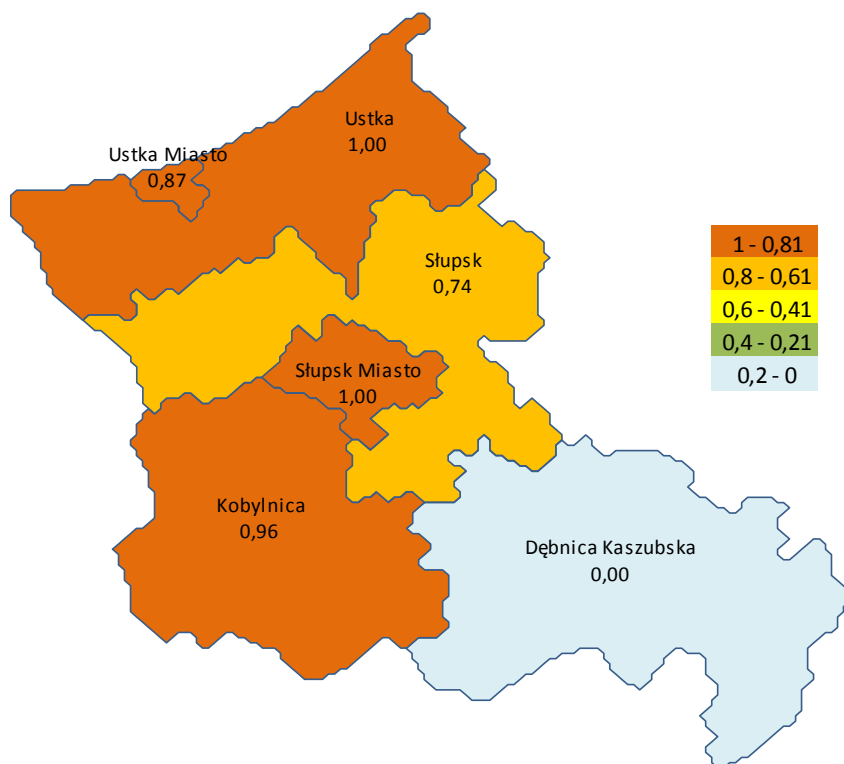 Ustka
1,00
Ustka Miasto
0,87
Słupsk
0,74
Słupsk Miasto
1,00
Kobylnica
0,96
Dębnica Kaszubska
0,00
1 - 0,81
0,8 - 0,61
0,6 - 0,41
0,4 - 0,21
0,2 - 0